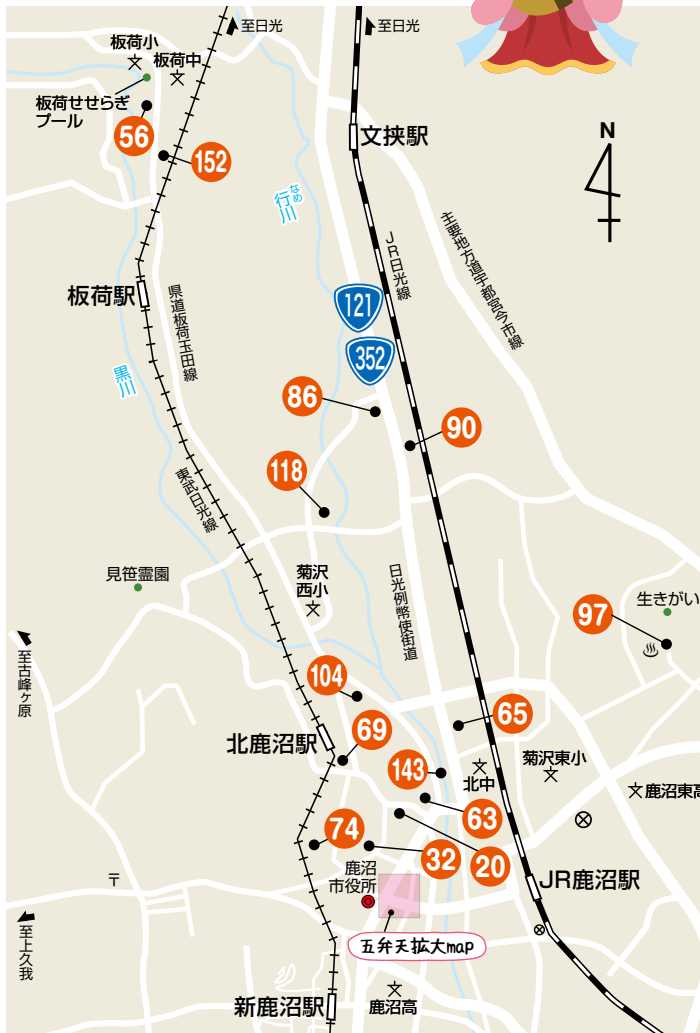 至日光
至日光
板荷小
板荷中
板荷せせらぎ
プール
56
152
文挟駅
N
行川
なめ
主要地方道宇都宮今市線
JR日光線
板荷駅
県道板荷玉田線
121
352
黒川
86
90
118
東武日光線
見笹霊園
菊沢
西小
日光例幣使街道
97
生きがい
至古峰ヶ原
104
65
69
北鹿沼駅
143
北中
菊沢東小
鹿沼東高
63
74
32
20
鹿沼
市役所
JR鹿沼駅
〒
至上久我
五弁天拡大map
新鹿沼駅
鹿沼高